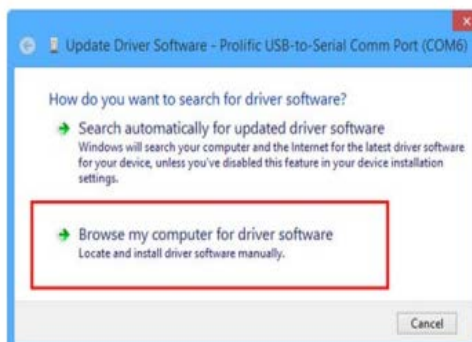 Update Driver Software - Prolific USB-to-Serial Comm Port (COM6)
How do you want to search for driver software?
Search automatically for updated driver software
Windows will search your computer and the Internet for the latest driver software
for your device, unless you've disabled this feature in your device installation
settings.
Browse my computer for driver software
Locate and install driver software manually.
Cancel